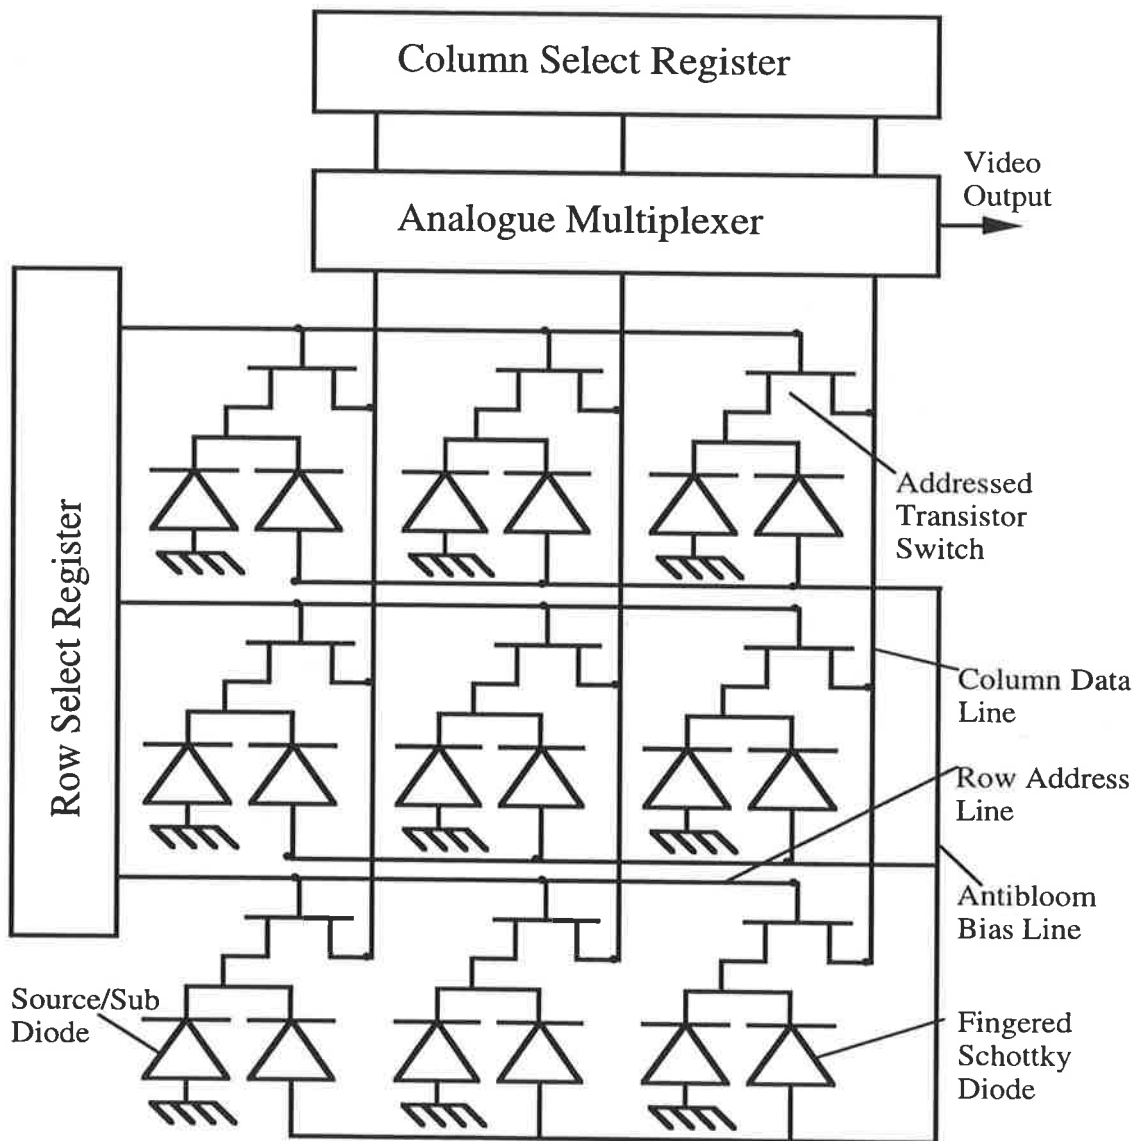 Column Select Register
Video
Output
Analogue Multiplexer
Row Select Register
Addressed
Transistor
Switch
Column Data
Line
Row Address
Line
Antibloom
Bias Line
Source/Sub
Diode
Fingered
Schottky
Diode